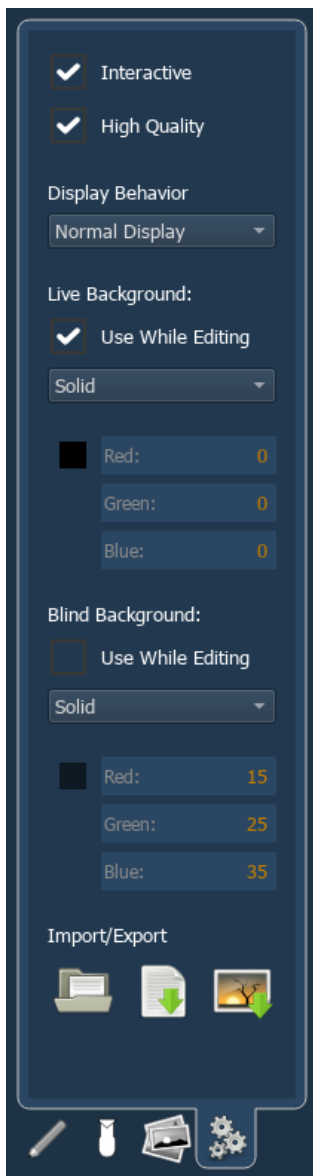 Interactive
High Quality
Display Behavior
Normal Display
Live Background:
Use While Editing
Solid
Red: 0
Green: 0
Blue: 0
Blind Background:
Use While Editing
Solid
Red: 15
Green: 25
Blue: 35
Import/Export